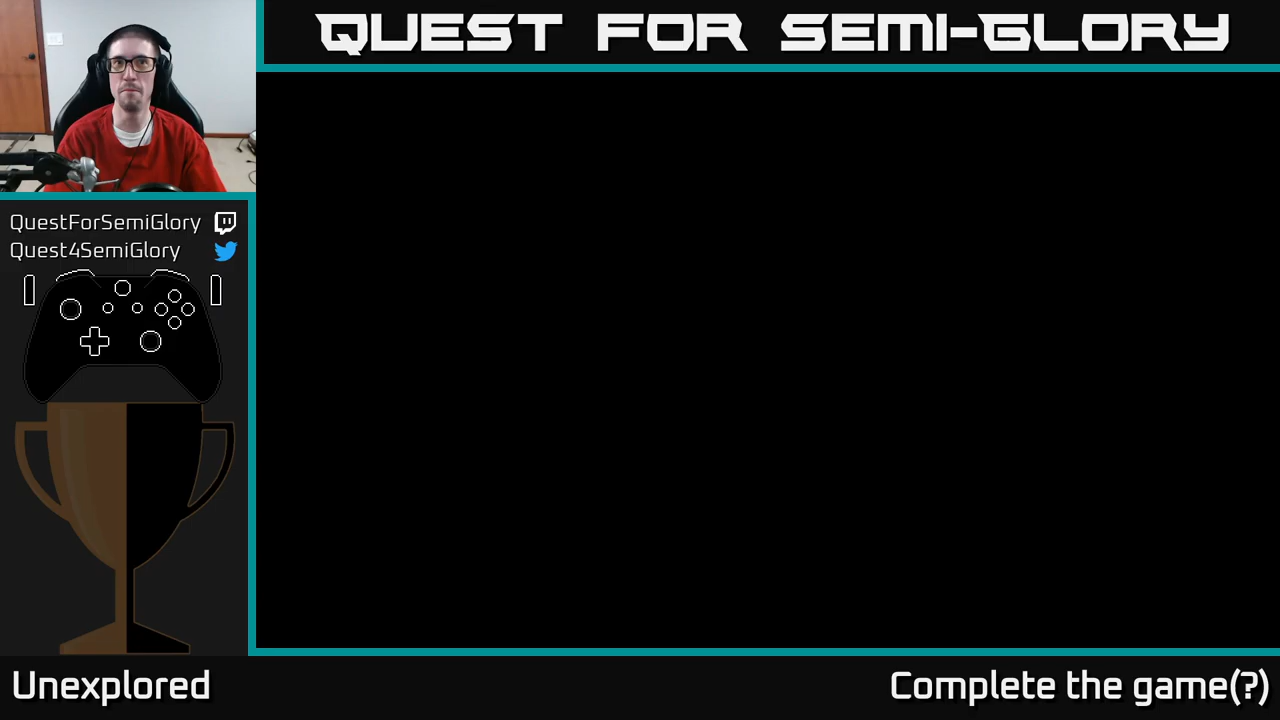 QUEST FOR SEMI-GLORY
QuestForSemiGlory
Quest4SemiGlory
Unexplored
Complete the game(?)